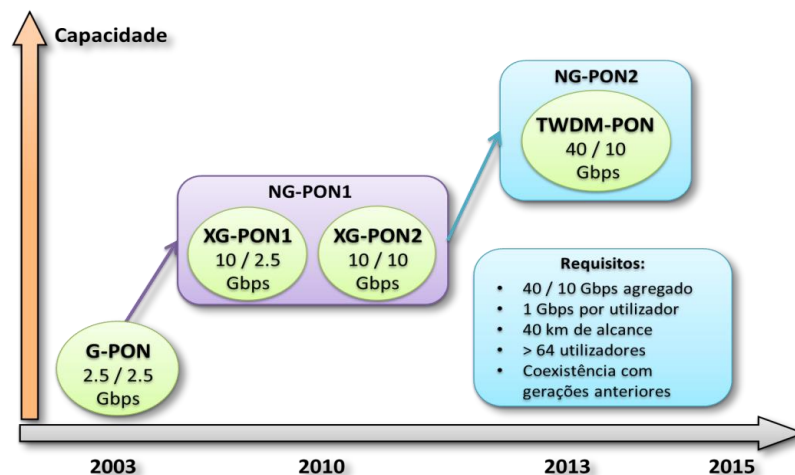 Capacidade
NG-PON2
TWDM-PON
40 / 10
Gbps
NG-PON1
XG-PON1
10 / 2.5
Gbps
XG-PON2
10 / 10
Gbps
Requisitos:
• 40 / 10 Gbps agregado
• 1 Gbps por utilizador
• 40 km de alcance
• > 64 utilizadores
• Coexistência com
gerações anteriores
G-PON
2.5 / 2.5
Gbps
2003
2010
2013
2015